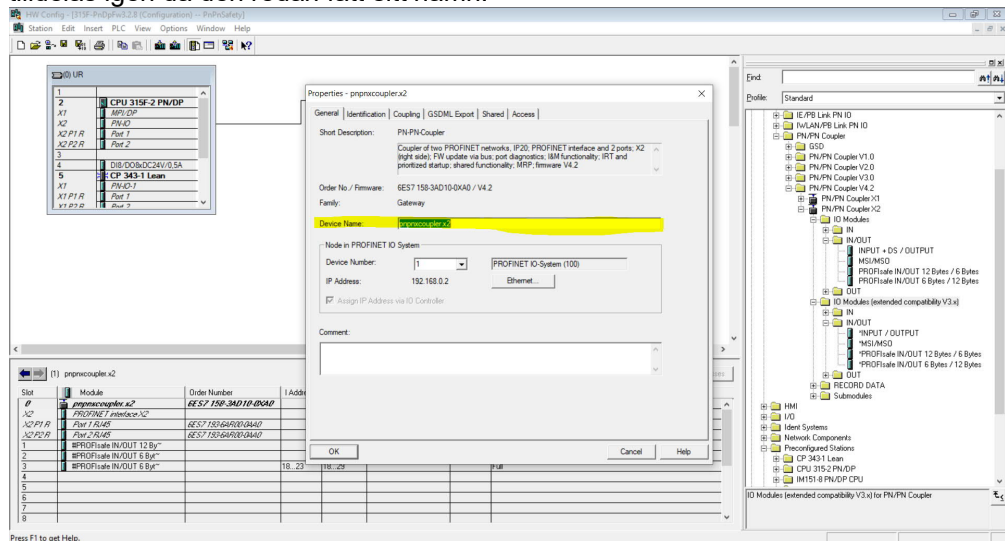 HW Config - [315F-PnDpFw3.2.8 (Configuration) -- PnPnSafety]
Station Edit Insert PLC View Options Window Help
(0) UR
1
2 CPU 315F-2 PN/DP
X1 MPI/DP
X2 PN-IO
X2 P1 R Port 1
X2 P2 R Port 2
3
4 DI8/DO8xDC24V/0,5A
5 CP 343-1 Lean
X1 PN-IO-1
X1 P1 R Port 1
X1 P2 R Port 2
Properties - pnpnxcoupler.x2
General Identification Coupling GSDML Export Shared Access
Short Description: PN-PN-Coupler
Coupler of two PROFINET networks, IP20; PROFINET interface and 2 ports; X2
(right side); FW update via bus; port diagnostics; I&M functionality; IRT and
prioritized startup; shared functionality; MRP; firmware V4.2
Order No./ Firmware: 6ES7 158-3AD10-0XA0 / V4.2
Family: Gateway
Device Name: pnpnxcoupler.x2
Node in PROFINET IO System
Device Number: 1 PROFINET IO-System (100)
IP Address: 192.168.0.2 Ethernet...
Assign IP Address via IO Controller
Comment:
OK Cancel Help
Find:
Profile: Standard
IE/PB Link PN IO
IWLAN/PB Link PN IO
PN/PN Coupler
GSD
PN/PN Coupler V1.0
PN/PN Coupler V2.0
PN/PN Coupler V3.0
PN/PN Coupler V4.2
PN/PN Coupler X1
PN/PN Coupler X2
IO Modules
IN
IN/OUT
INPUT + DS / OUTPUT
MSI/MSO
PROFIsafe IN/OUT 12 Bytes / 6 Bytes
PROFIsafe IN/OUT 6 Bytes / 12 Bytes
OUT
IO Modules (extended compatibility V3.x)
IN
IN/OUT
*INPUT / OUTPUT
*MSI/MSO
*PROFIsafe IN/OUT 12 Bytes / 6 Bytes
*PROFIsafe IN/OUT 6 Bytes / 12 Bytes
OUT
RECORD DATA
Submodules
HMI
I/O
Ident Systems
Network Components
Preconfigured Stations
CP 343-1 Lean
CPU 315-2 PN/DP
IM151-8 PN/DP CPU
IO Modules (extended compatibility V3.x) for PN/PN Coupler
(1) pnpnxcoupler.x2
Slot Module Order Number I Addre
0 pnpnxcoupler.x2 6ES7 158-3AD10-0XA0
X2 PROFINET interface X2
X2 P1 R Port 1 RJ45 6ES7 193-6AR00-0AA0
X2 P2 R Port 2 RJ45 6ES7 193-6AR00-0AA0
1 #PROFIsafe IN/OUT 12 By~
2 #PROFIsafe IN/OUT 6 Byt~
3 #PROFIsafe IN/OUT 6 Byt~ 18...23 18...29 Full
4
5
6
7
8
Press F1 to get Help.